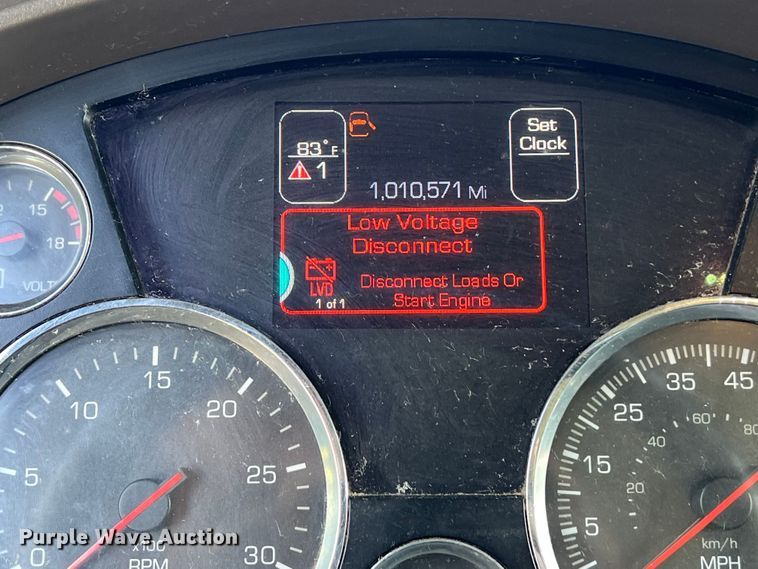 83°F
1
Set
Clock
1,010,571 Mi
Low Voltage
Disconnect
LVD
1 of 1
Disconnect Loads Or
Start Engine
12
15
18
VOLT
0
5
10
15
20
25
30
x100
RPM
5
15
25
35
45
20
40
60
80
km/h
MPH
Purple Wave Auction®